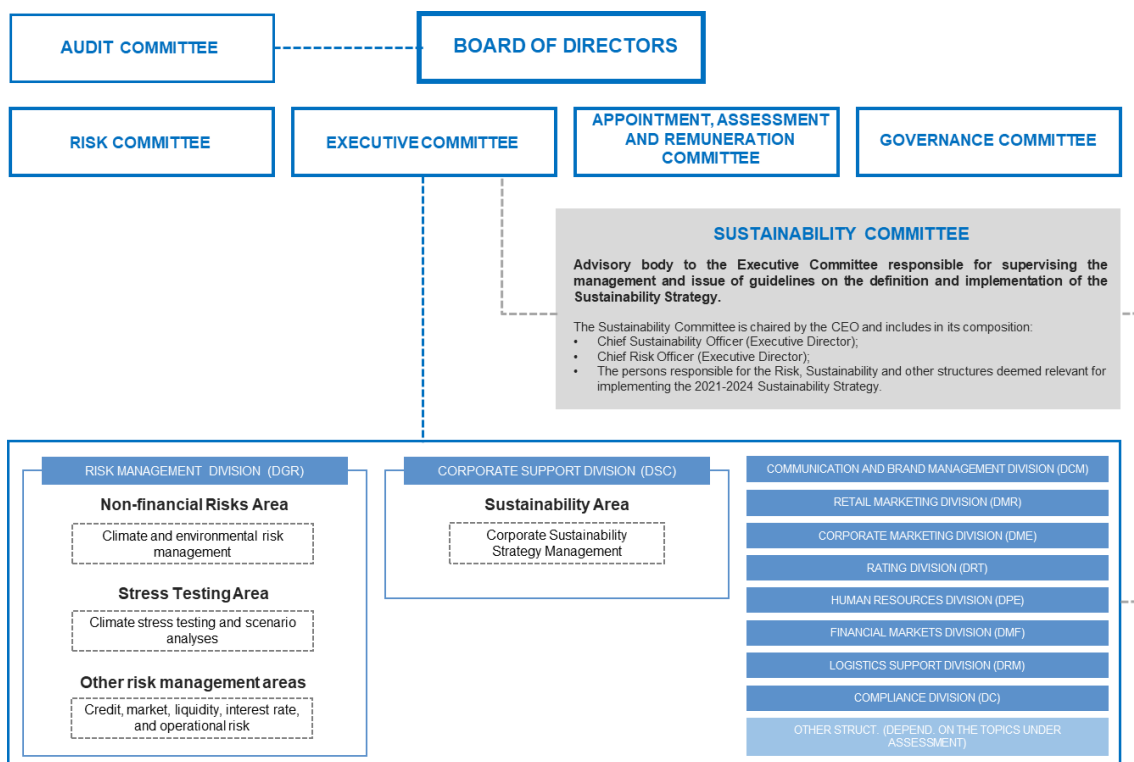 AUDIT COMMITTEE
BOARD OF DIRECTORS
RISK COMMITTEE
EXECUTIVE COMMITTEE
APPOINTMENT, ASSESSMENT
AND REMUNERATION
COMMITTEE
GOVERNANCE COMMITTEE
SUSTAINABILITY COMMITTEE
Advisory body to the Executive Committee responsible for supervising the
management and issue of guidelines on the definition and implementation of the
Sustainability Strategy.
The Sustainability Committee is chaired by the CEO and includes in its composition:
• Chief Sustainability Officer (Executive Director);
• Chief Risk Officer (Executive Director);
• The persons responsible for the Risk, Sustainability and other structures deemed relevant for
implementing the 2021-2024 Sustainability Strategy.
RISK MANAGEMENT DIVISION (DGR)
Non-financial Risks Area
Climate and environmental risk
management
Stress Testing Area
Climate stress testing and scenario
analyses
Other risk management areas
Credit, market, liquidity, interest rate,
and operational risk
CORPORATE SUPPORT DIVISION (DSC)
Sustainability Area
Corporate Sustainability
Strategy Management
COMMUNICATION AND BRAND MANAGEMENT DIVISION (DCM)
RETAIL MARKETING DIVISION (DMR)
CORPORATE MARKETING DIVISION (DME)
RATING DIVISION (DRT)
HUMAN RESOURCES DIVISION (DPE)
FINANCIAL MARKETS DIVISION (DMF)
LOGISTICS SUPPORT DIVISION (DRM)
COMPLIANCE DIVISION (DC)
OTHER STRUCT. (DEPEND. ON THE TOPICS UNDER
ASSESSMENT)